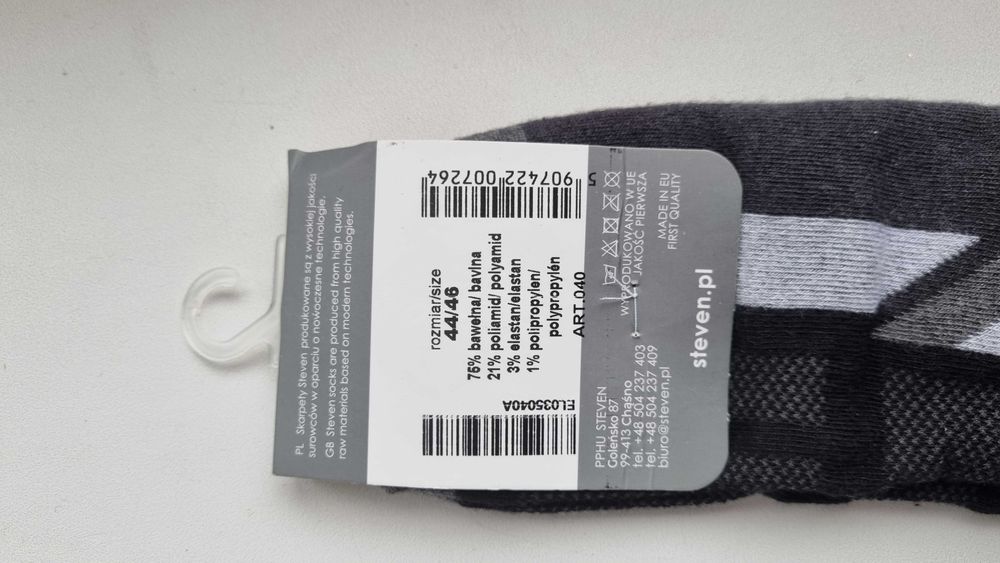 PL Skarpety Steven produkowane są z wysokiej jakości
surowców w oparciu o nowoczesne technologie.
GB Steven socks are produced from high quality
raw materials based on modern technologies.
rozmiar/size
44/46
75% bawełna/ bavlna
21% poliamid/ polyamid
3% elastan/elastan
1% polipropylen/
polypropylén
ART.040
5 907422 007264
EL035040A
PPHU STEVEN
Goleńsko 87
99-413 Chąśno
tel. +48 504 237 403
tel. +48 504 237 409
biuro@steven.pl
WYPRODUKOWANO W UE
JAKOŚĆ PIERWSZA
MADE IN EU
FIRST QUALITY
steven.pl